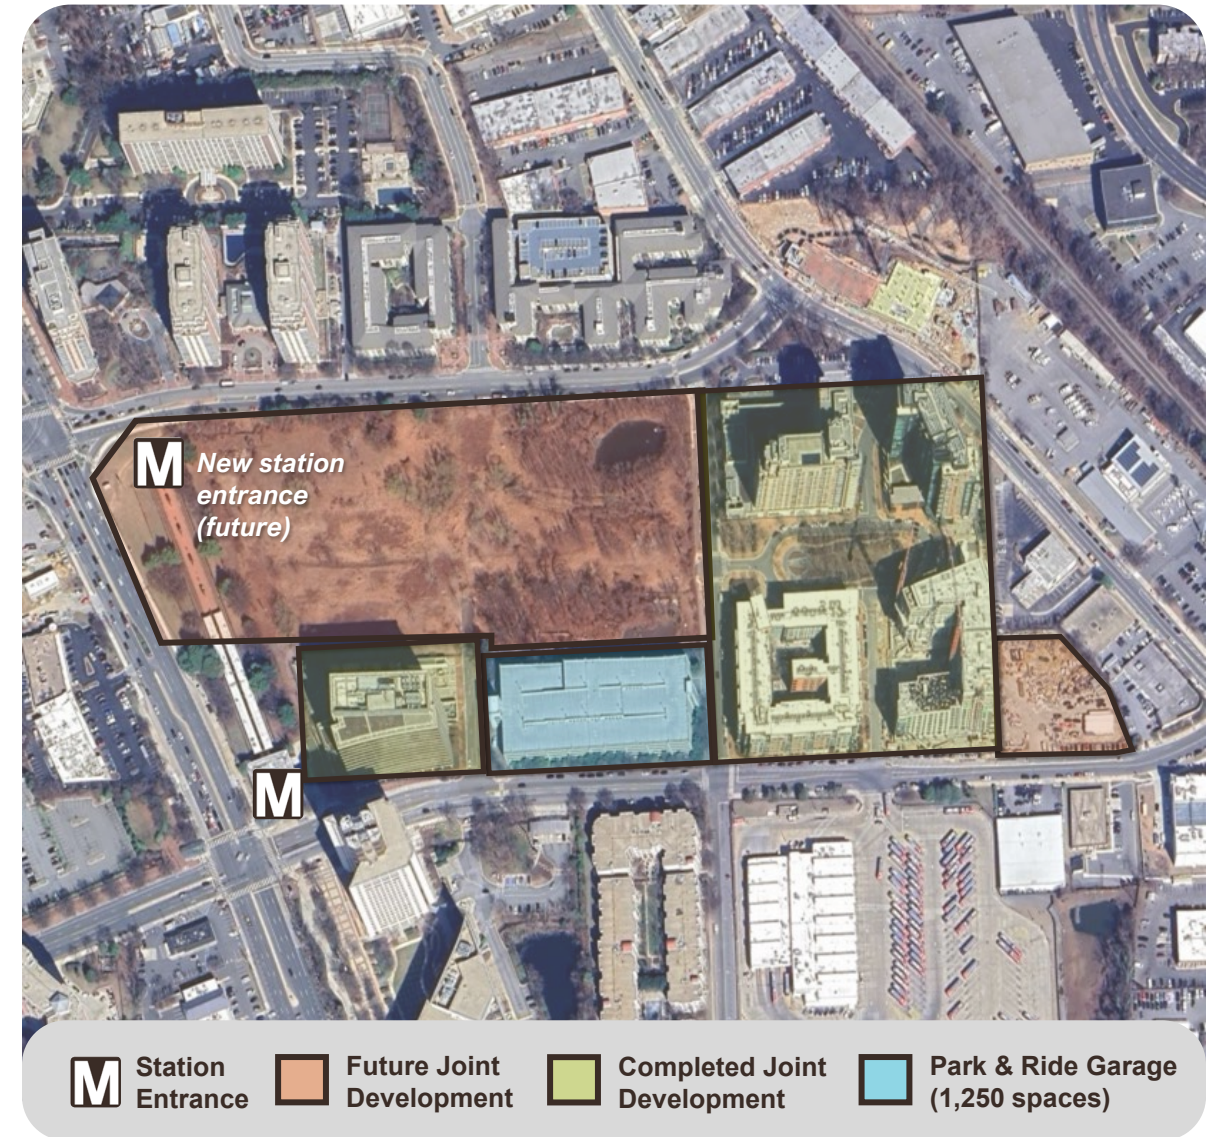 M
New station
entrance
(future)
M
M
Station
Entrance
Future Joint
Development
Completed Joint
Development
Park & Ride Garage
(1,250 spaces)